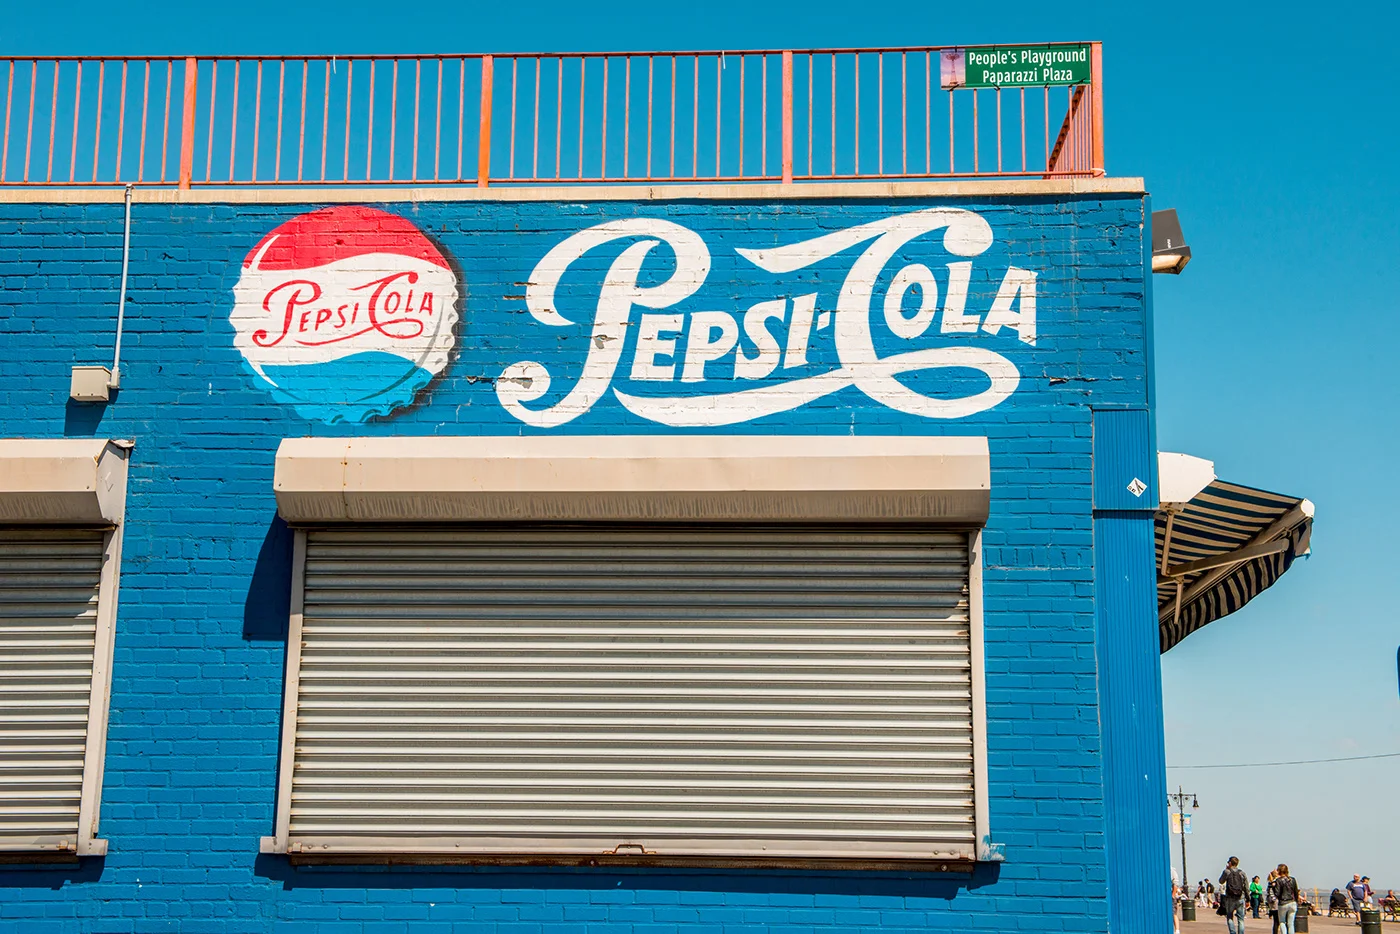 People's Playground
Paparazzi Plaza
PEPSI COLA
PEPSI-COLA